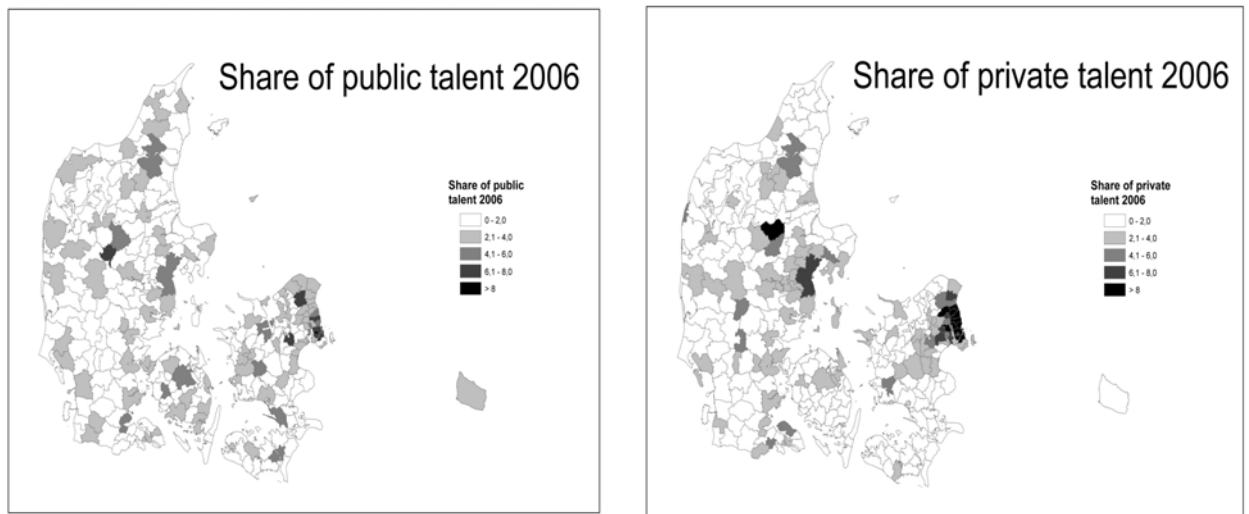 Share of public talent 2006
Share of public
talent 2006
0 - 2,0
2,1 - 4,0
4,1 - 6,0
6,1 - 8,0
> 8
Share of private talent 2006
Share of private
talent 2006
0 - 2,0
2,1 - 4,0
4,1 - 6,0
6,1 - 8,0
> 8